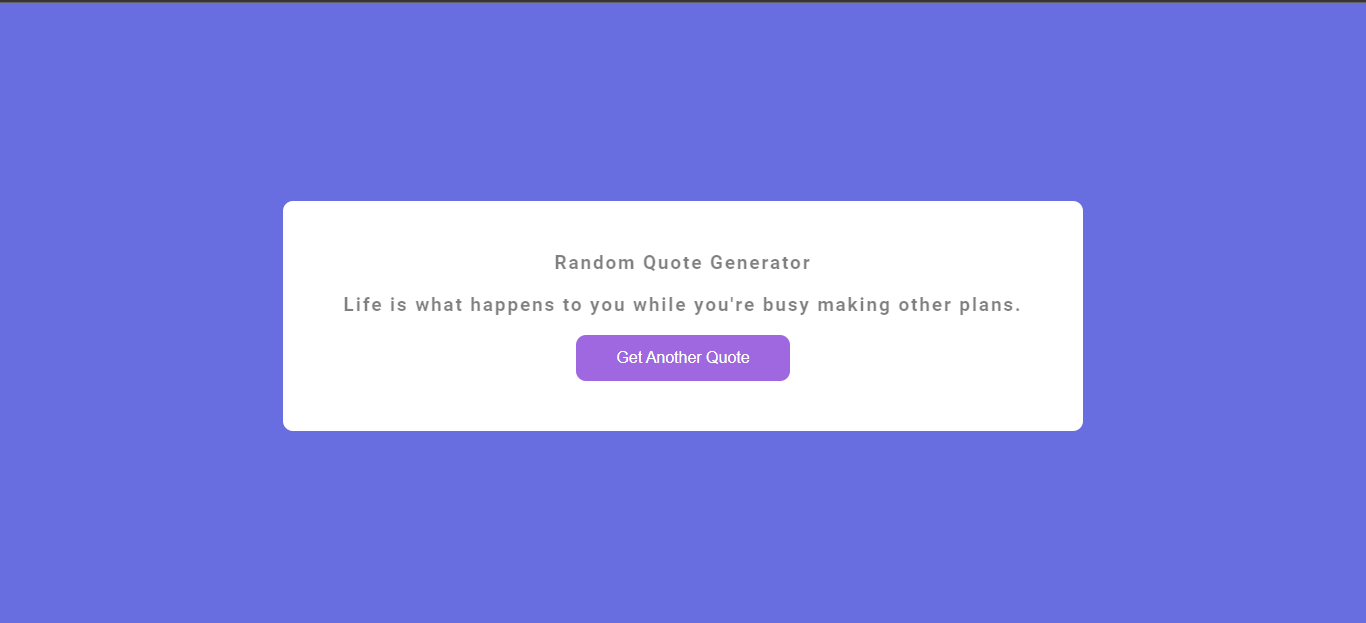 Random Quote Generator
Life is what happens to you while you're busy making other plans.
Get Another Quote